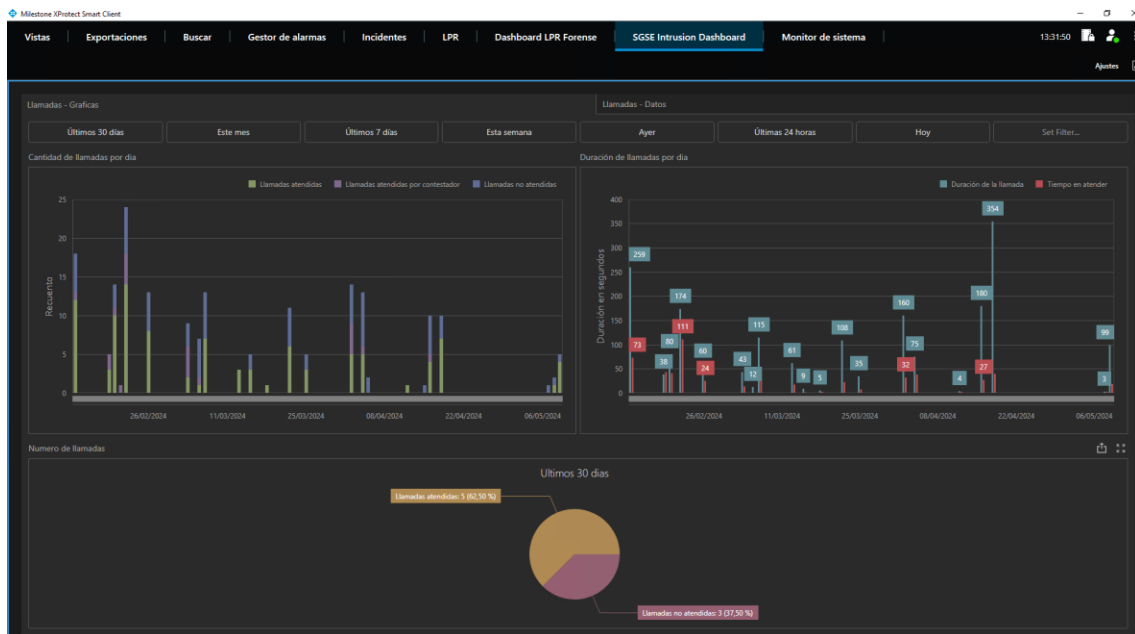 Milestone XProtect Smart Client
Vistas Exportaciones Buscar Gestor de alarmas Incidentes LPR Dashboard LPR Forense SGSE Intrusion Dashboard Monitor de sistema 13:31:50
Ajustes
Llamadas - Graficas Llamadas - Datos
Últimos 30 días Este mes Últimos 7 días Esta semana Ayer Últimas 24 horas Hoy Set Filter...
Cantidad de llamadas por dia
Llamadas atendidas Llamadas atendidas por contestador Llamadas no atendidas
Recuento
25
20
15
10
5
0
26/02/2024 11/03/2024 25/03/2024 08/04/2024 22/04/2024 06/05/2024
Duración de llamadas por dia
Duración de la llamada Tiempo en atender
Duración en segundos
400
350
300
250
200
150
100
50
0
259 73 38 80 174 111 60 24 43 12 115 61 9 5 108 35 160 32 75 4 180 27 354 3 99
26/02/2024 11/03/2024 25/03/2024 08/04/2024 22/04/2024 06/05/2024
Numero de llamadas
Ultimos 30 dias
Llamadas atendidas: 5 (62,50 %)
Llamadas no atendidas: 3 (37,50 %)